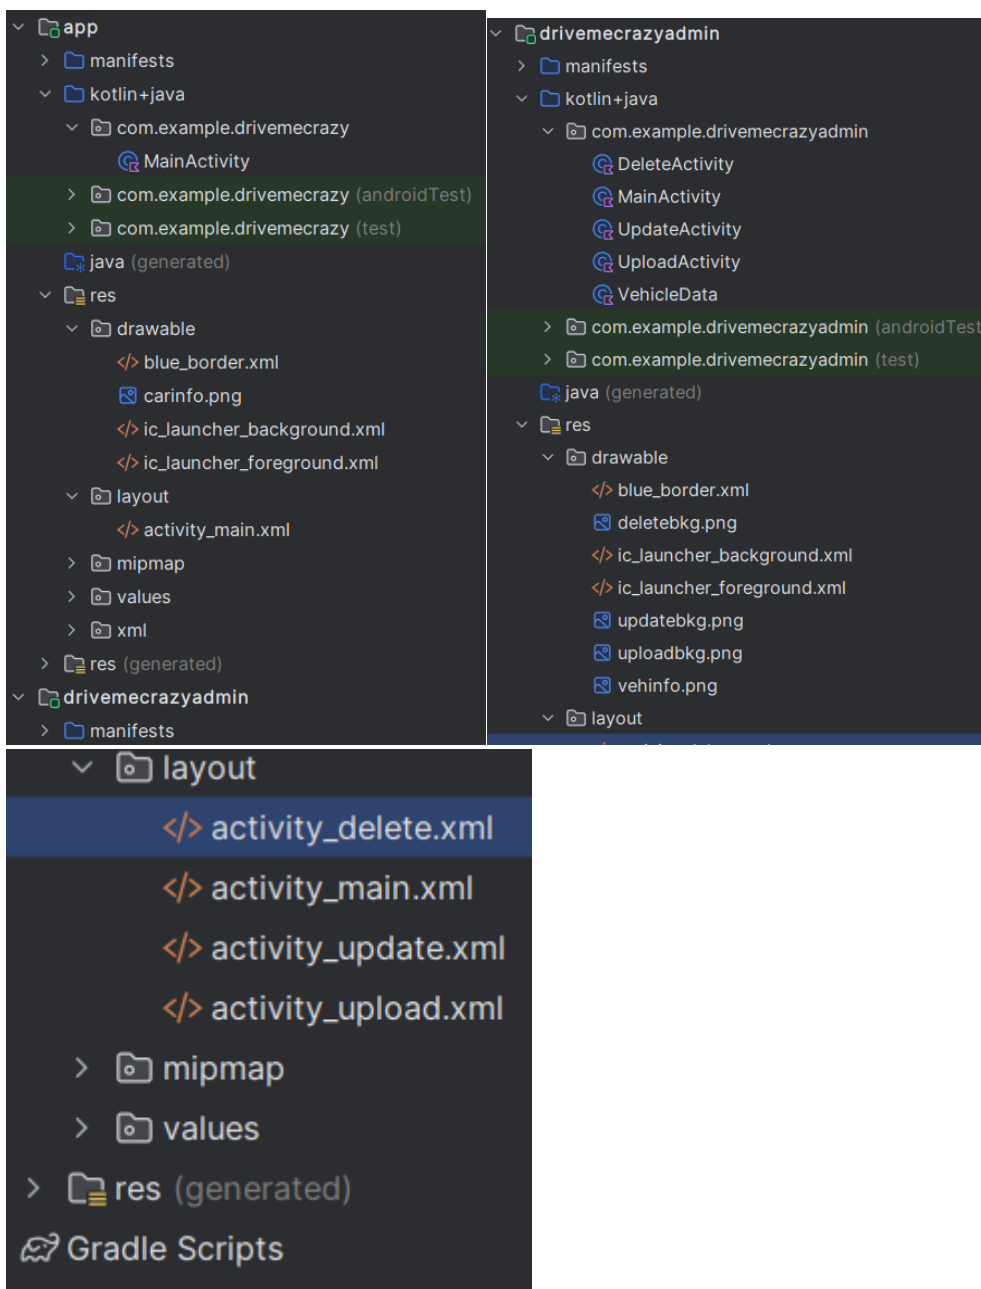 app
manifests
kotlin+java
com.example.drivemecrazy
MainActivity
com.example.drivemecrazy (androidTest)
com.example.drivemecrazy (test)
java (generated)
res
drawable
blue_border.xml
carinfo.png
ic_launcher_background.xml
ic_launcher_foreground.xml
layout
activity_main.xml
mipmap
values
xml
res (generated)
drivemecrazyadmin
manifests
drivemecrazyadmin
manifests
kotlin+java
com.example.drivemecrazyadmin
DeleteActivity
MainActivity
UpdateActivity
UploadActivity
VehicleData
com.example.drivemecrazyadmin (androidTest
com.example.drivemecrazyadmin (test)
java (generated)
res
drawable
blue_border.xml
deletebkg.png
ic_launcher_background.xml
ic_launcher_foreground.xml
updatebkg.png
uploadbkg.png
vehinfo.png
layout
layout
activity_delete.xml
activity_main.xml
activity_update.xml
activity_upload.xml
mipmap
values
res (generated)
Gradle Scripts